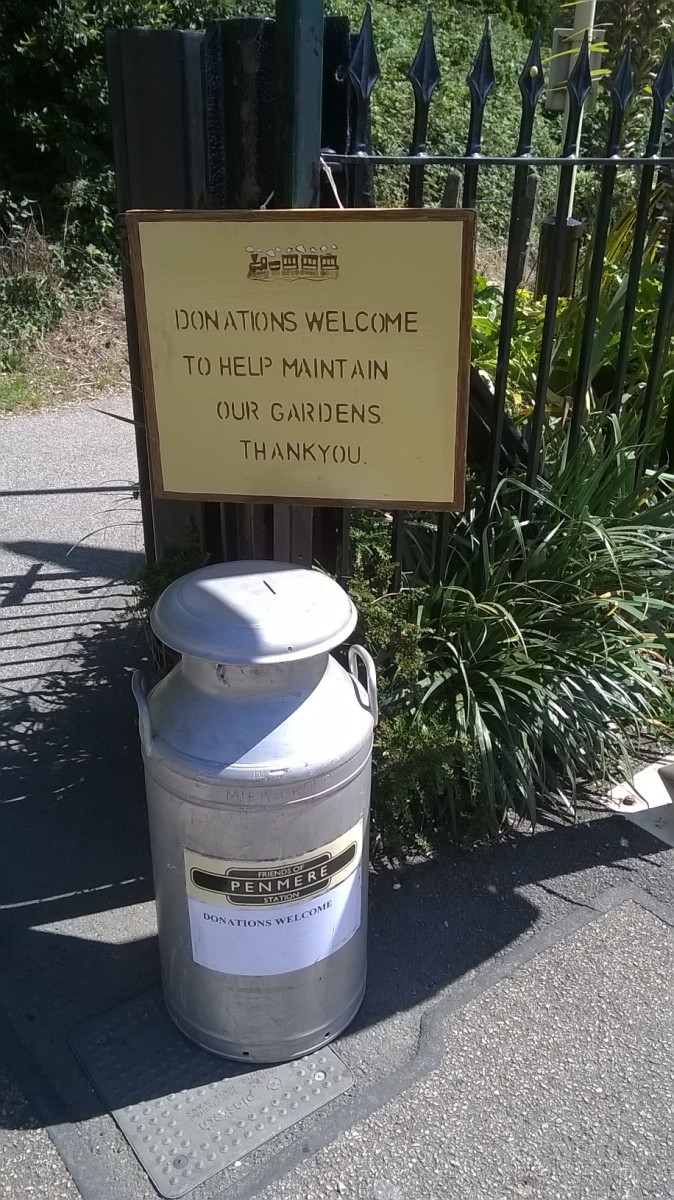 DONATIONS WELCOME
TO HELP MAINTAIN
OUR GARDENS.
THANKYOU.
FRIENDS OF
PENMERE
STATION
DONATIONS WELCOME